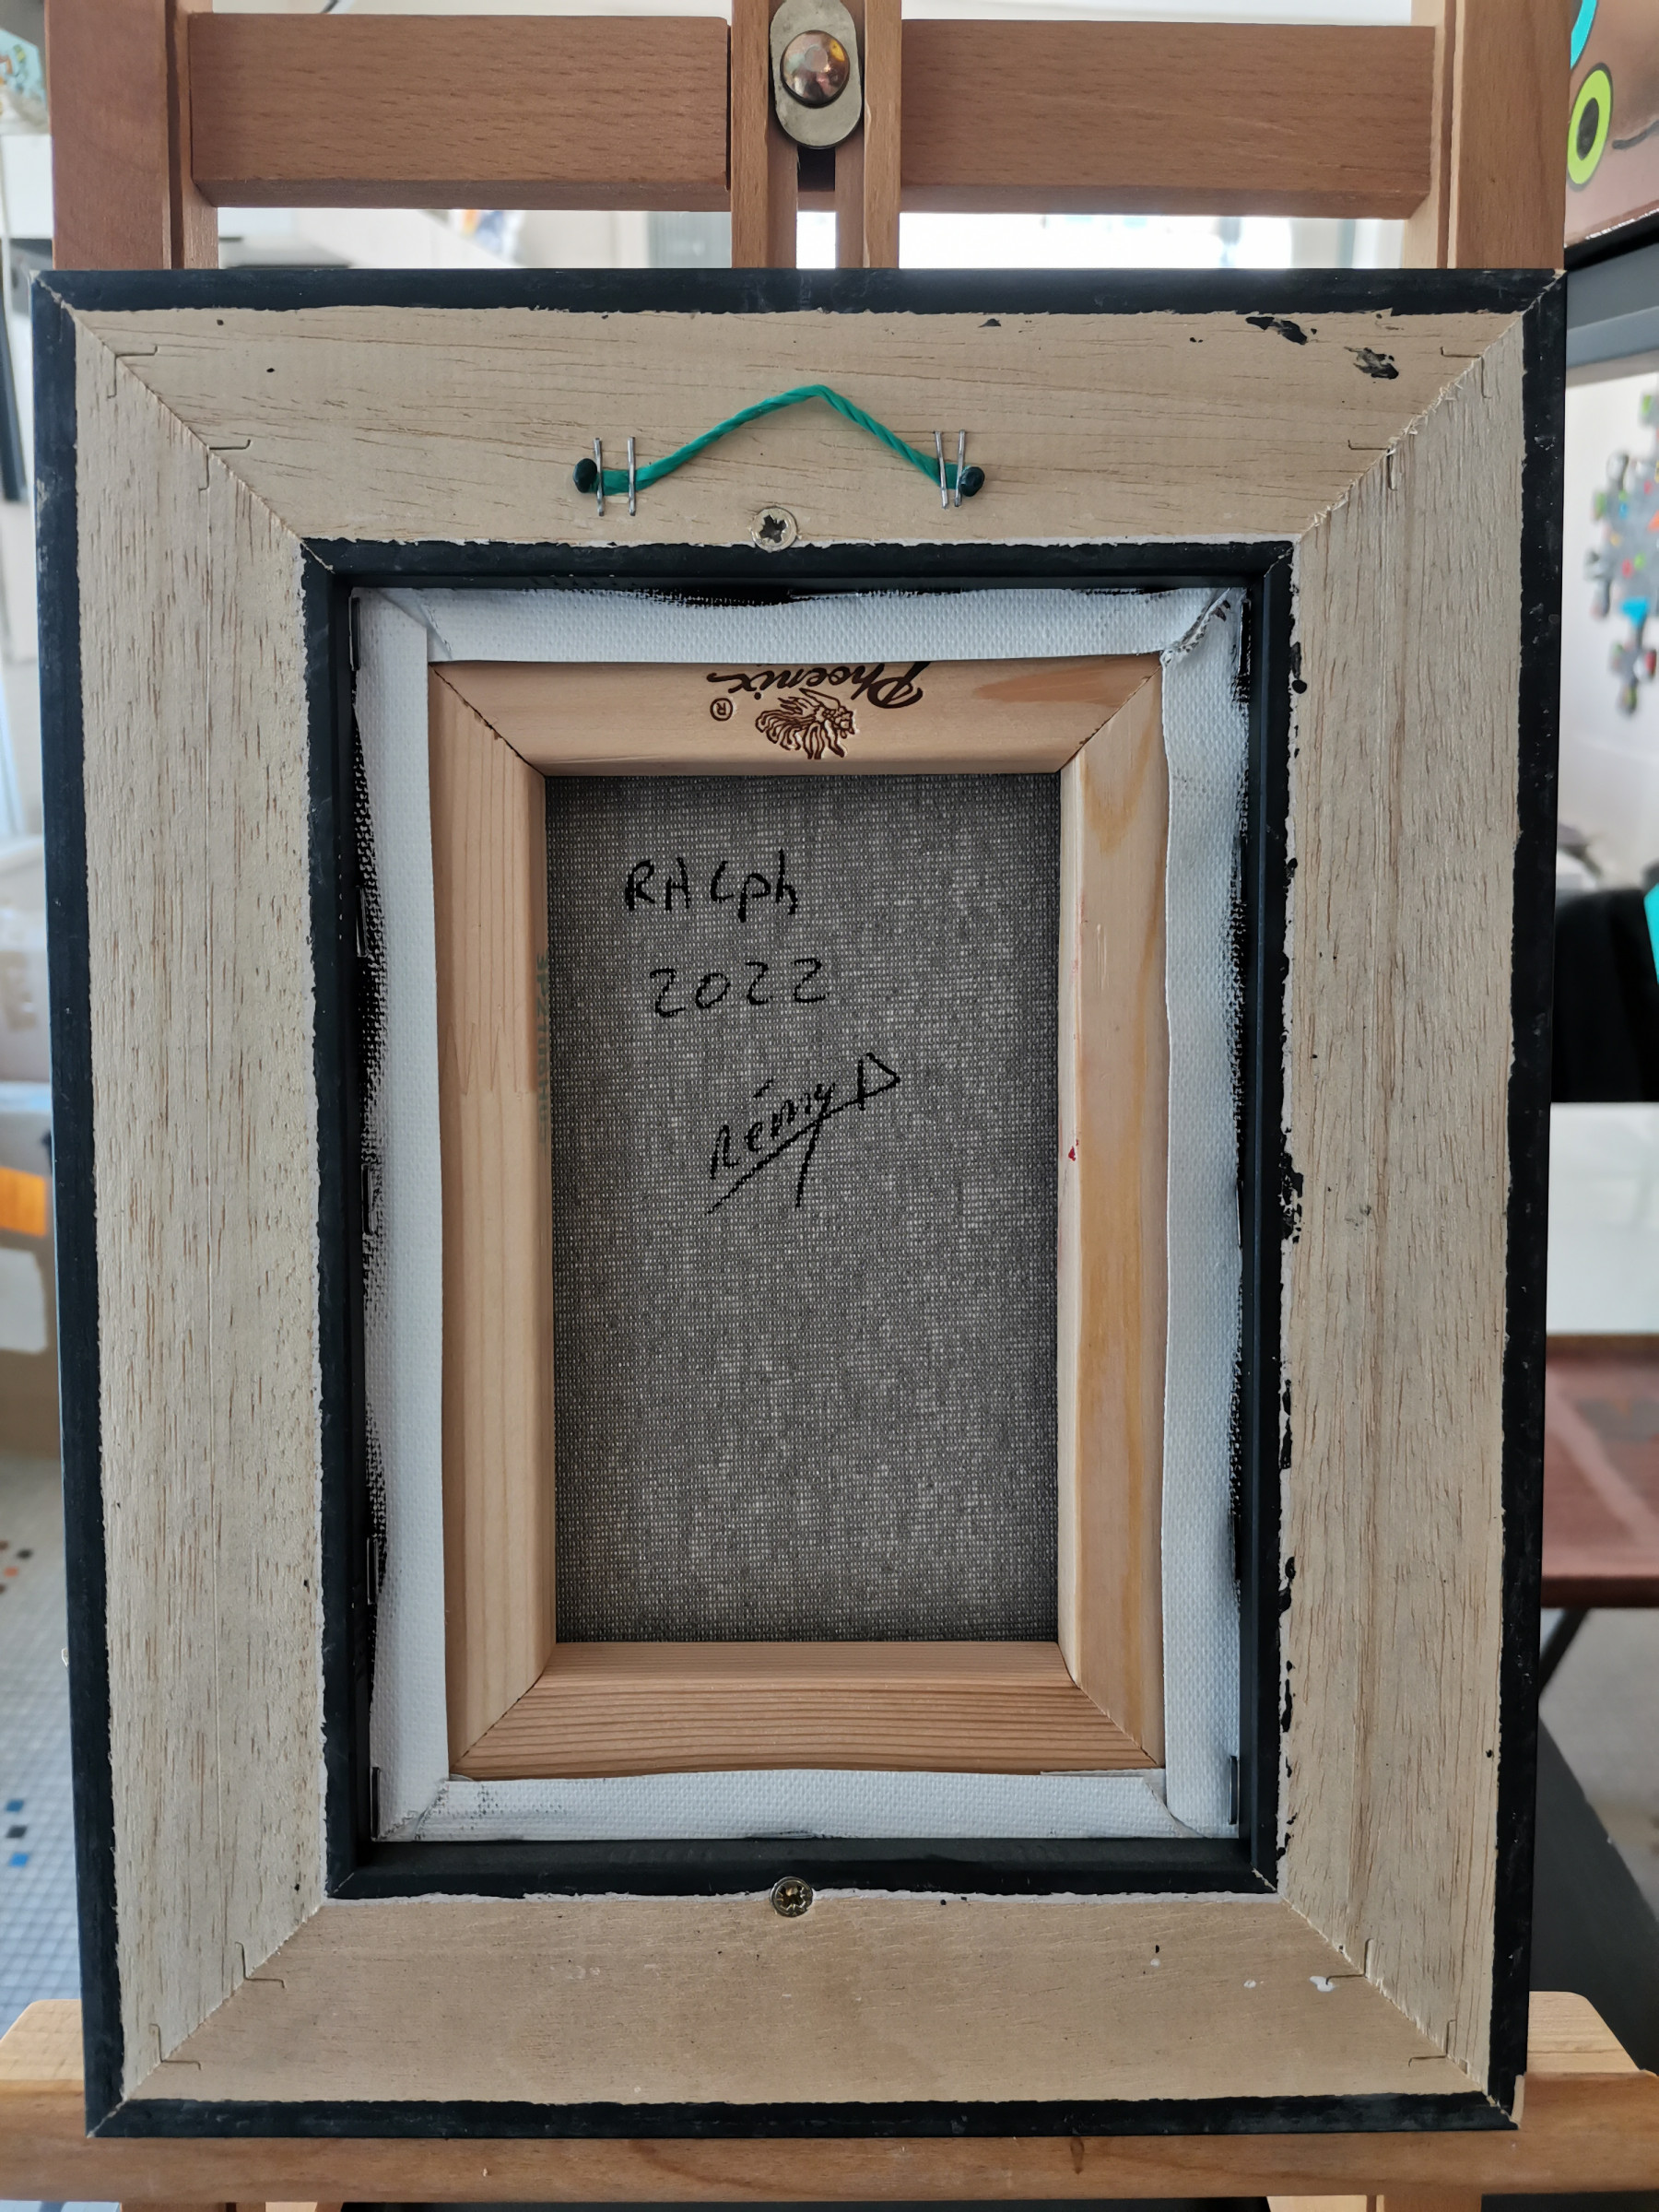 Phoenix
®
RALph
2022
Rémy D